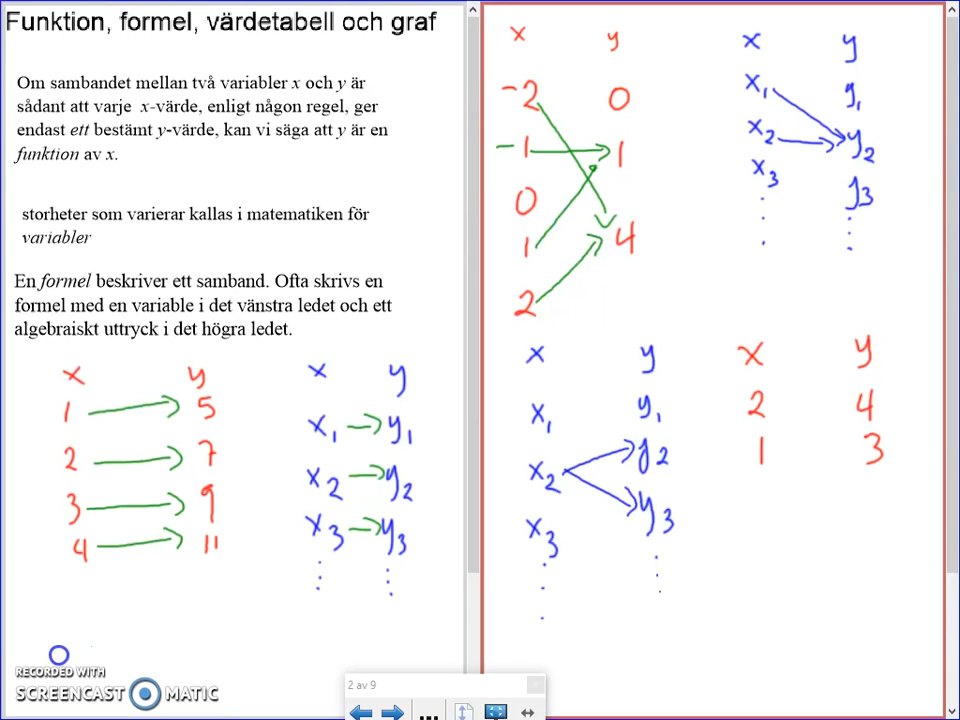 Funktion, formel, värdetabell och graf
Om sambandet mellan två variabler x och y är
sådant att varje x-värde, enligt någon regel, ger
endast ett bestämt y-värde, kan vi säga att y är en
funktion av x.
storheter som varierar kallas i matematiken för
variabler
En formel beskriver ett samband. Ofta skrivs en
formel med en variable i det vänstra ledet och ett
algebraiskt uttryck i det högra ledet.
x y
1 5
2 7
3 9
4 11
x y
x₁ y₁
x₂ y₂
x₃ y₃
x y
-2 0
-1 1
0
1 4
2
x y
x₁ y₁
x₂ y₂
x₃ y₃
x y
x₁ y₁
x₂ y₂
x₃ y₃
x y
2 4
1 3
RECORDED WITH
SCREENCAST MATIC
2 av 9